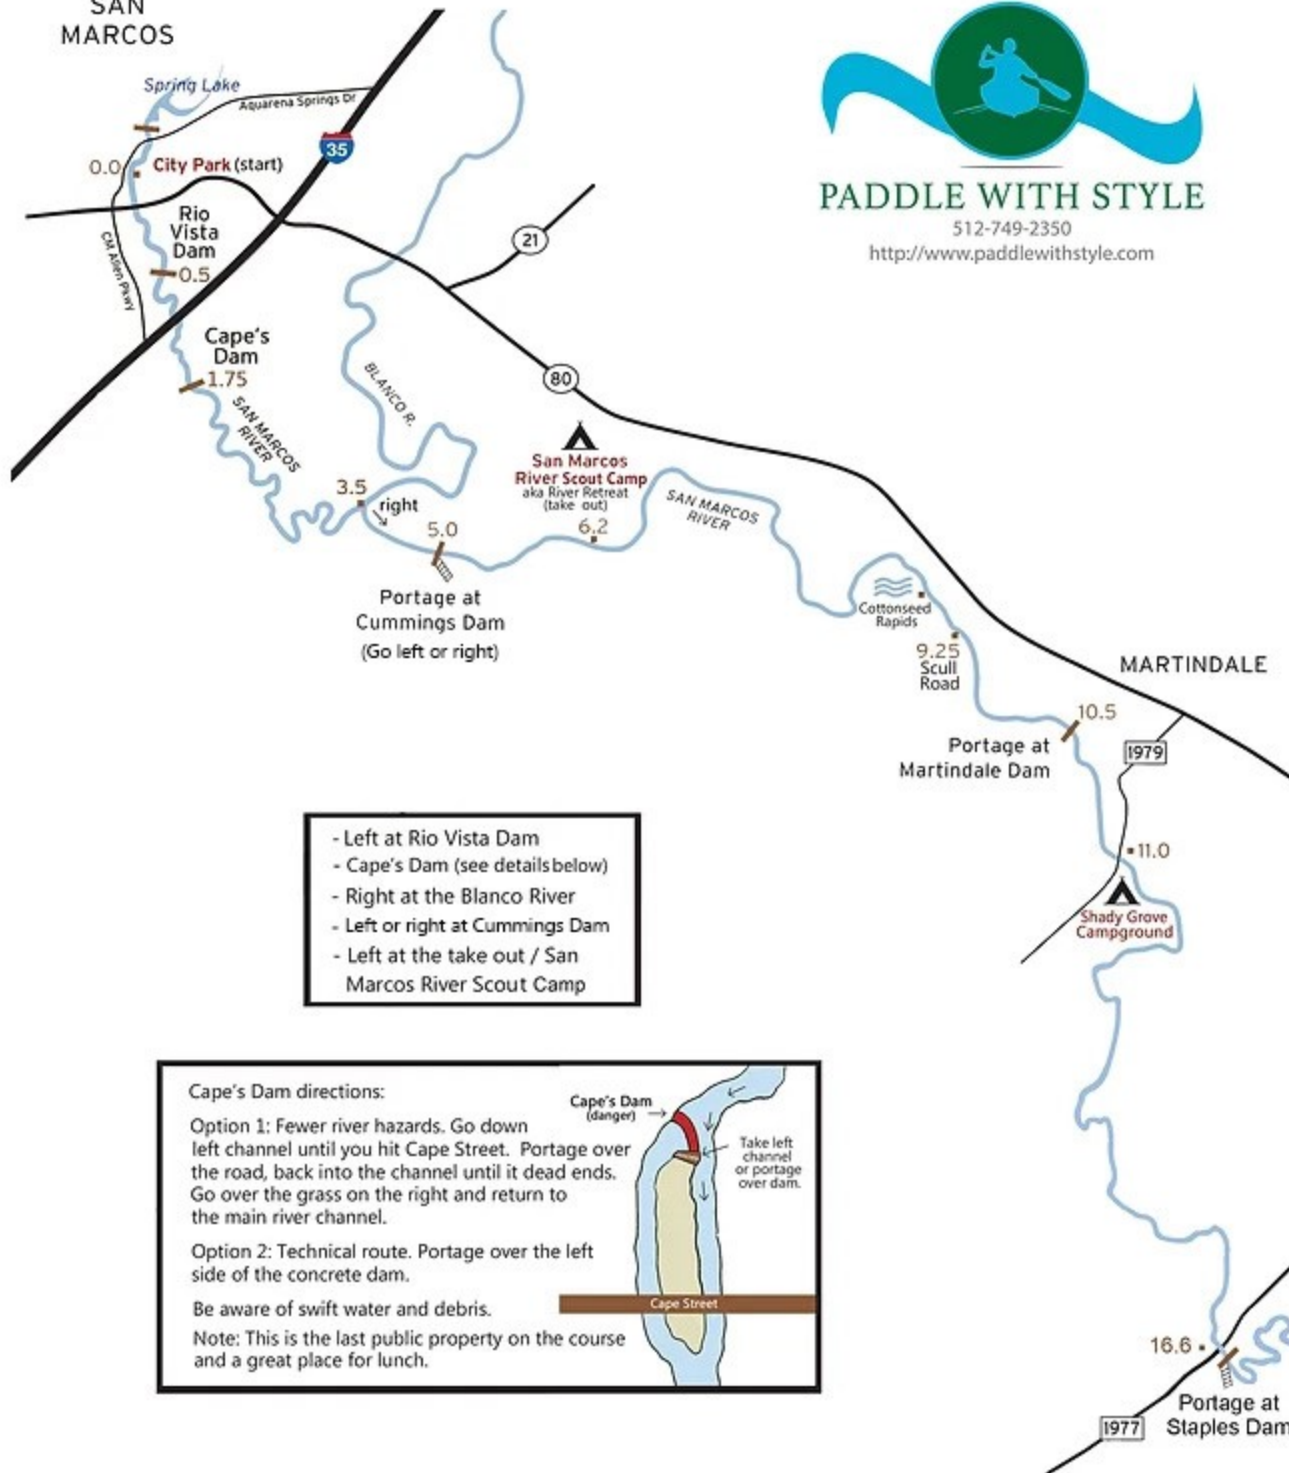 SAN
MARCOS
Spring Lake
Aquarena Springs Dr
35
0.0
City Park (start)
Rio
Vista
Dam
0.5
CM Allen Pkwy
21
Cape's
Dam
1.75
80
SAN MARCOS
RIVER
BLANCO R.
3.5
right
5.0
Portage at
Cummings Dam
(Go left or right)
San Marcos
River Scout Camp
aka River Retreat
(take out)
6.2
SAN MARCOS
RIVER
Cottonseed
Rapids
9.25
Scull
Road
MARTINDALE
10.5
Portage at
Martindale Dam
1979
11.0
Shady Grove
Campground
16.6
Portage at
Staples Dam
1977
PADDLE WITH STYLE
512-749-2350
http://www.paddlewithstyle.com
- Left at Rio Vista Dam
- Cape's Dam (see details below)
- Right at the Blanco River
- Left or right at Cummings Dam
- Left at the take out / San
Marcos River Scout Camp
Cape's Dam directions:
Option 1: Fewer river hazards. Go down
left channel until you hit Cape Street. Portage over
the road, back into the channel until it dead ends.
Go over the grass on the right and return to
the main river channel.
Option 2: Technical route. Portage over the left
side of the concrete dam.
Be aware of swift water and debris.
Note: This is the last public property on the course
and a great place for lunch.
Cape's Dam
(danger)
Take left
channel
or portage
over dam.
Cape Street